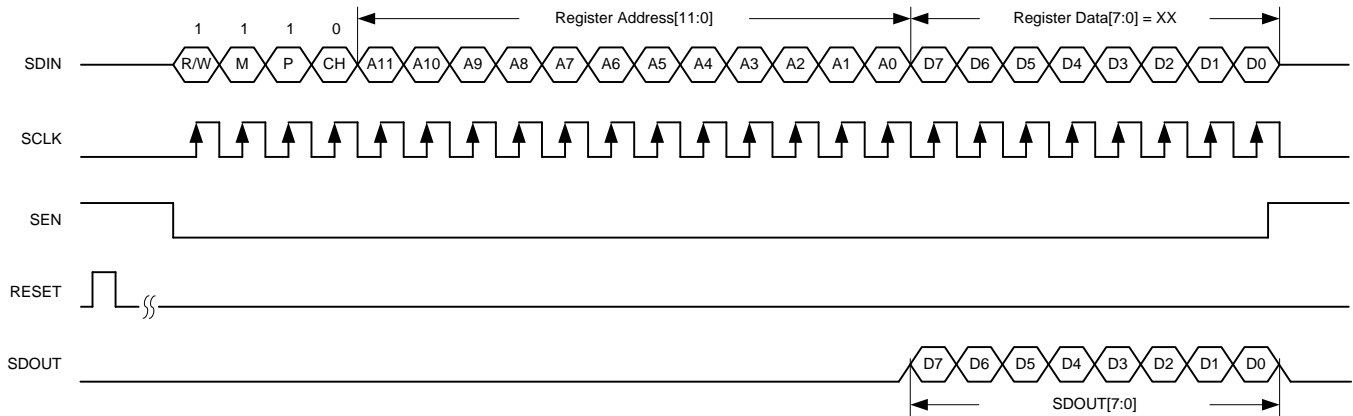 Register Address[11:0] Register Data[7:0] = XX
1 1 1 0
SDIN R/W M P CH A11 A10 A9 A8 A7 A6 A5 A4 A3 A2 A1 A0 D7 D6 D5 D4 D3 D2 D1 D0
SCLK
SEN
RESET
SDOUT D7 D6 D5 D4 D3 D2 D1 D0
SDOUT[7:0]